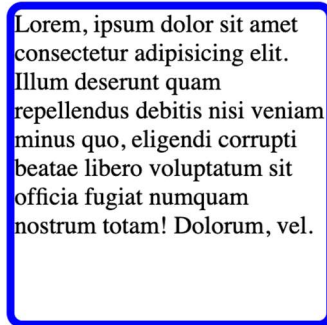 Lorem, ipsum dolor sit amet
consectetur adipisicing elit.
Illum deserunt quam
repellendus debitis nisi veniam
minus quo, eligendi corrupti
beatae libero voluptatum sit
officia fugiat numquam
nostrum totam! Dolorum, vel.